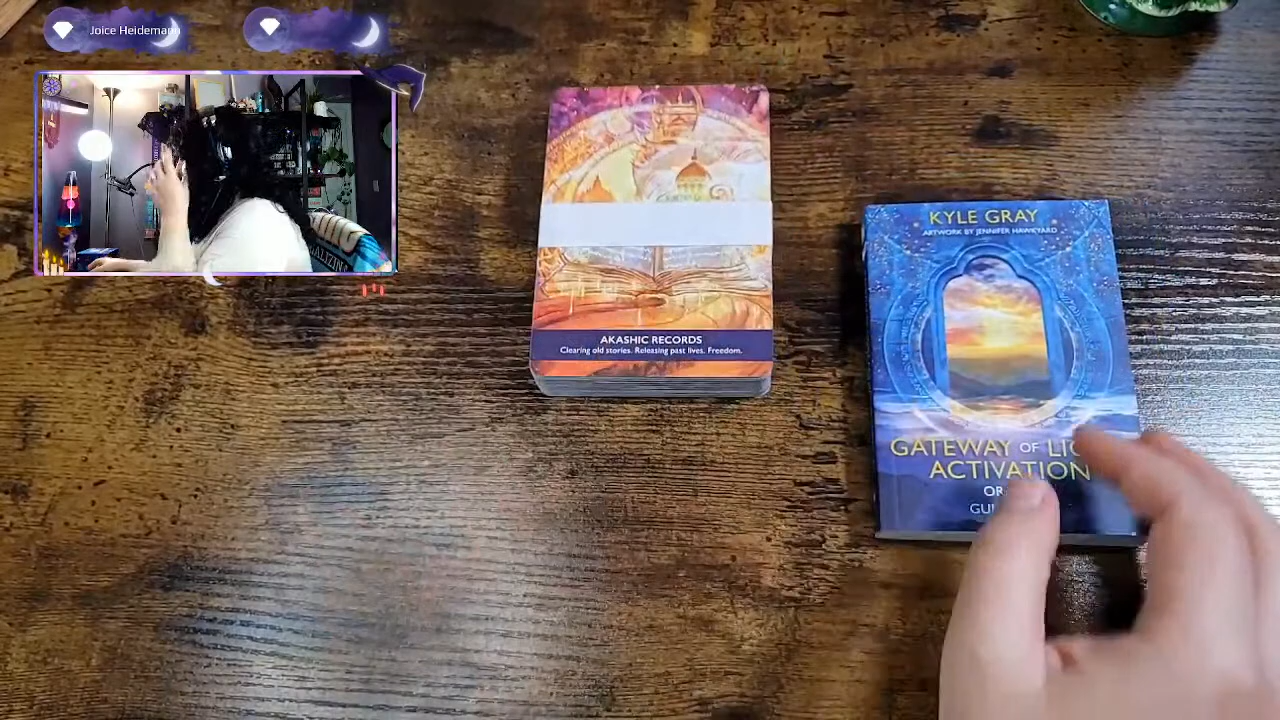 Joice Heidemann
KYLE GRAY
ARTWORK BY JENNIFER HAWKYARD
AKASHIC RECORDS
Clearing old stories. Releasing past lives. Freedom.
GATEWAY OF
ACTIVATION